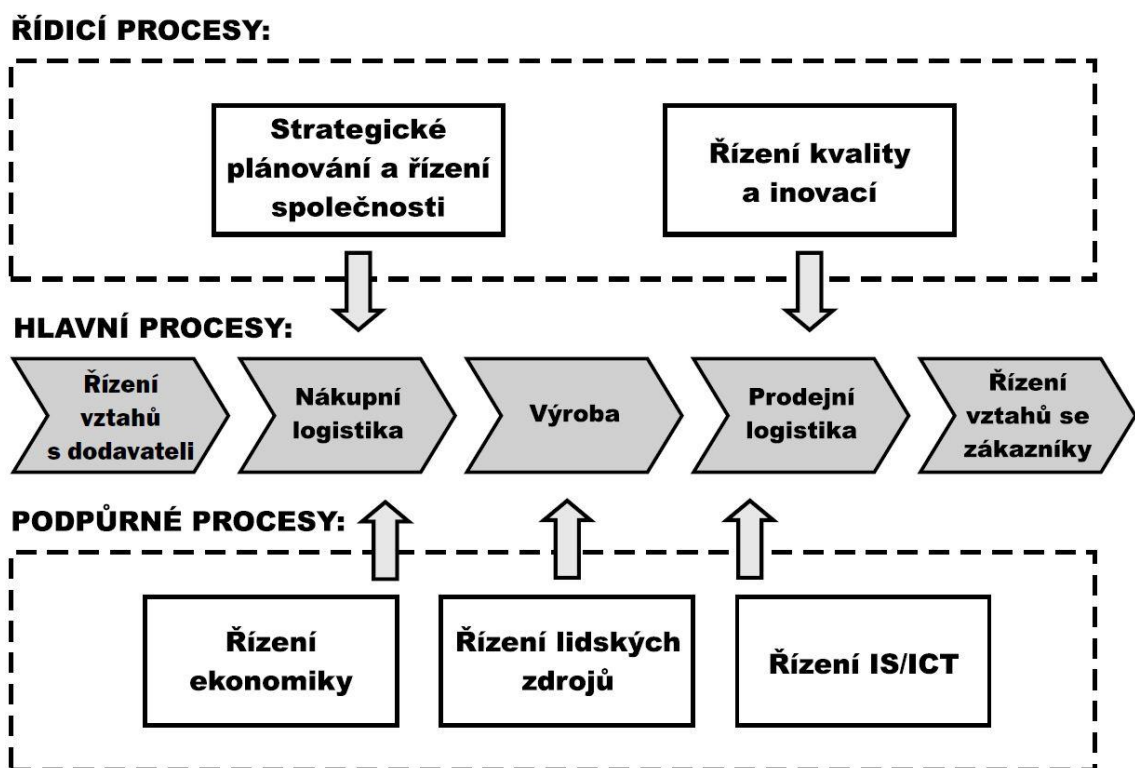 ŘÍDICÍ PROCESY:
Strategické
plánování a řízení
společnosti
Řízení kvality
a inovací
HLAVNÍ PROCESY:
Řízení
vztahů
s dodavateli
Nákupní
logistika
Výroba
Prodejní
logistika
Řízení
vztahů se
zákazníky
PODPŮRNÉ PROCESY:
Řízení
ekonomiky
Řízení lidských
zdrojů
Řízení IS/ICT